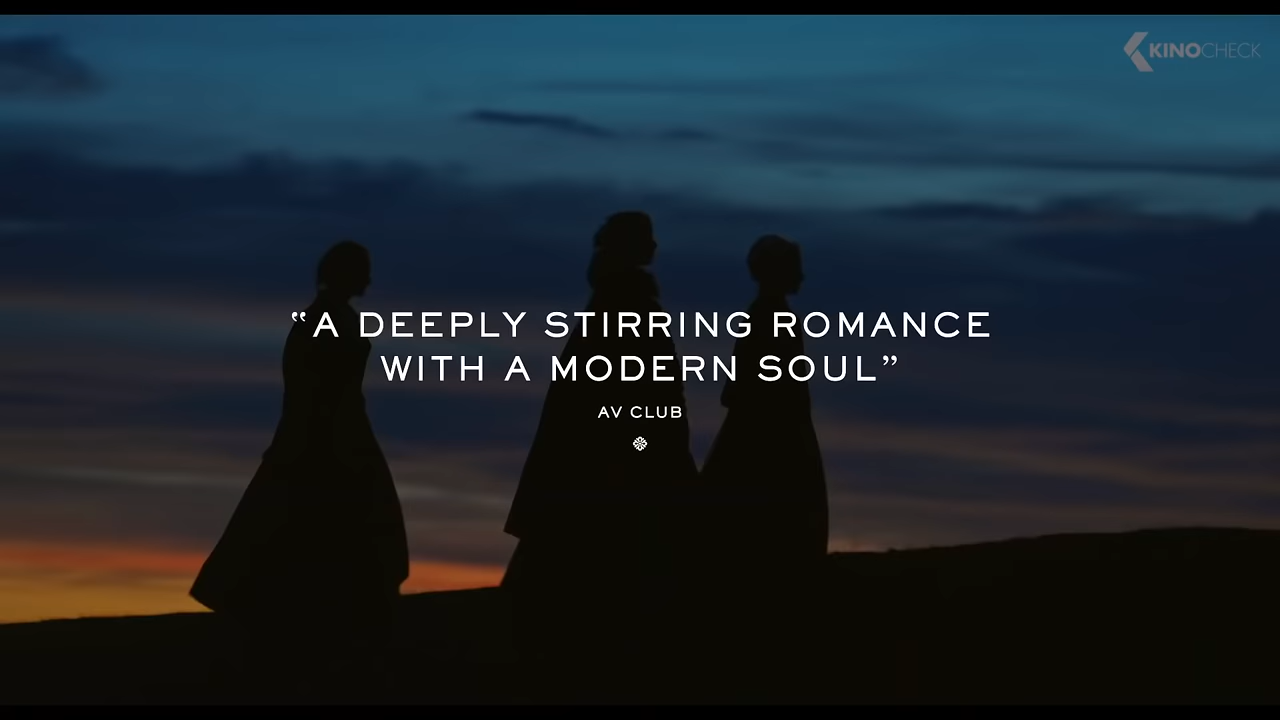 KINOCHECK
“A DEEPLY STIRRING ROMANCE
WITH A MODERN SOUL”
AV CLUB